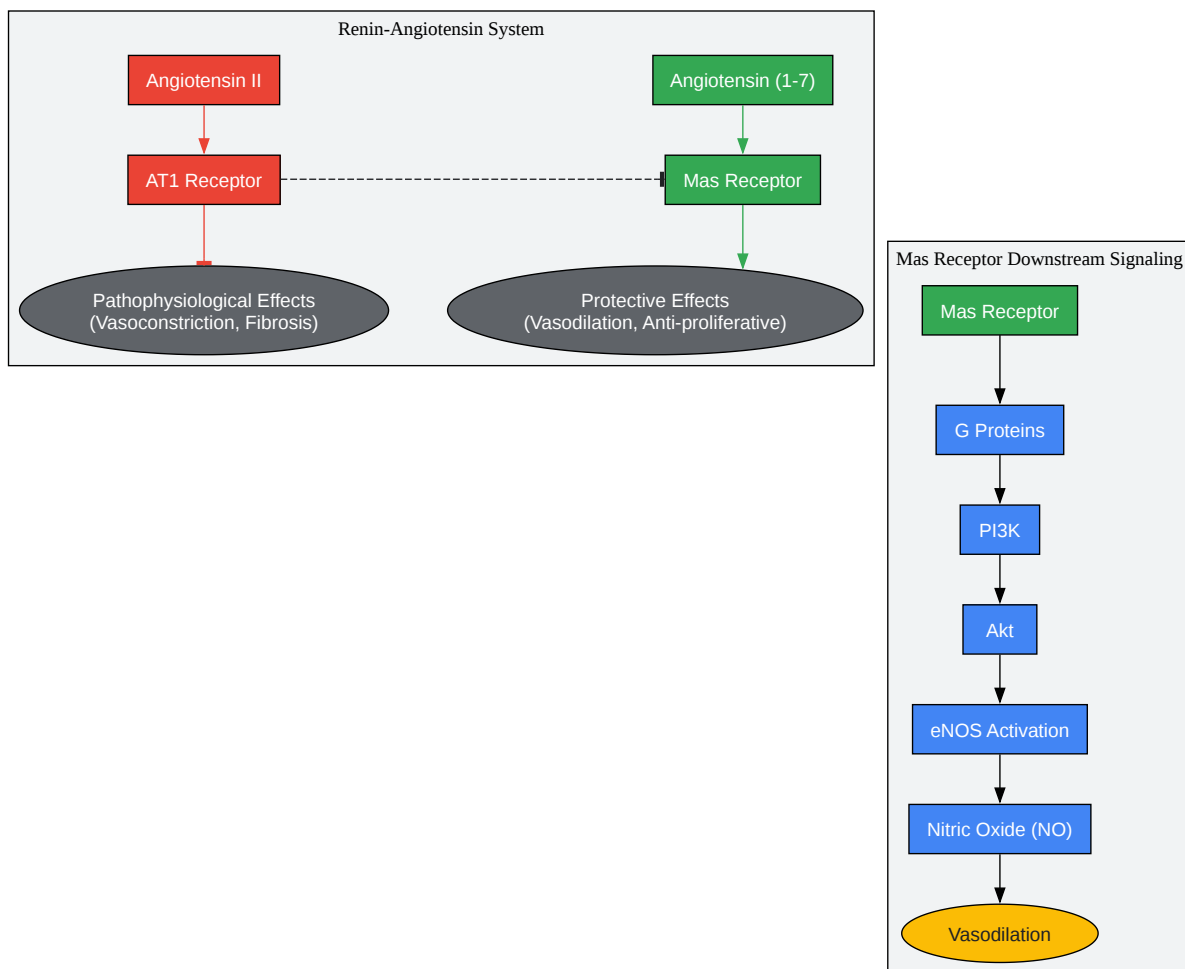 Renin-Angiotensin System
Angiotensin II
Angiotensin (1-7)
AT1 Receptor
Mas Receptor
Pathophysiological Effects
(Vasoconstriction, Fibrosis)
Protective Effects
(Vasodilation, Anti-proliferative)
Mas Receptor Downstream Signaling
Mas Receptor
G Proteins
PI3K
Akt
eNOS Activation
Nitric Oxide (NO)
Vasodilation